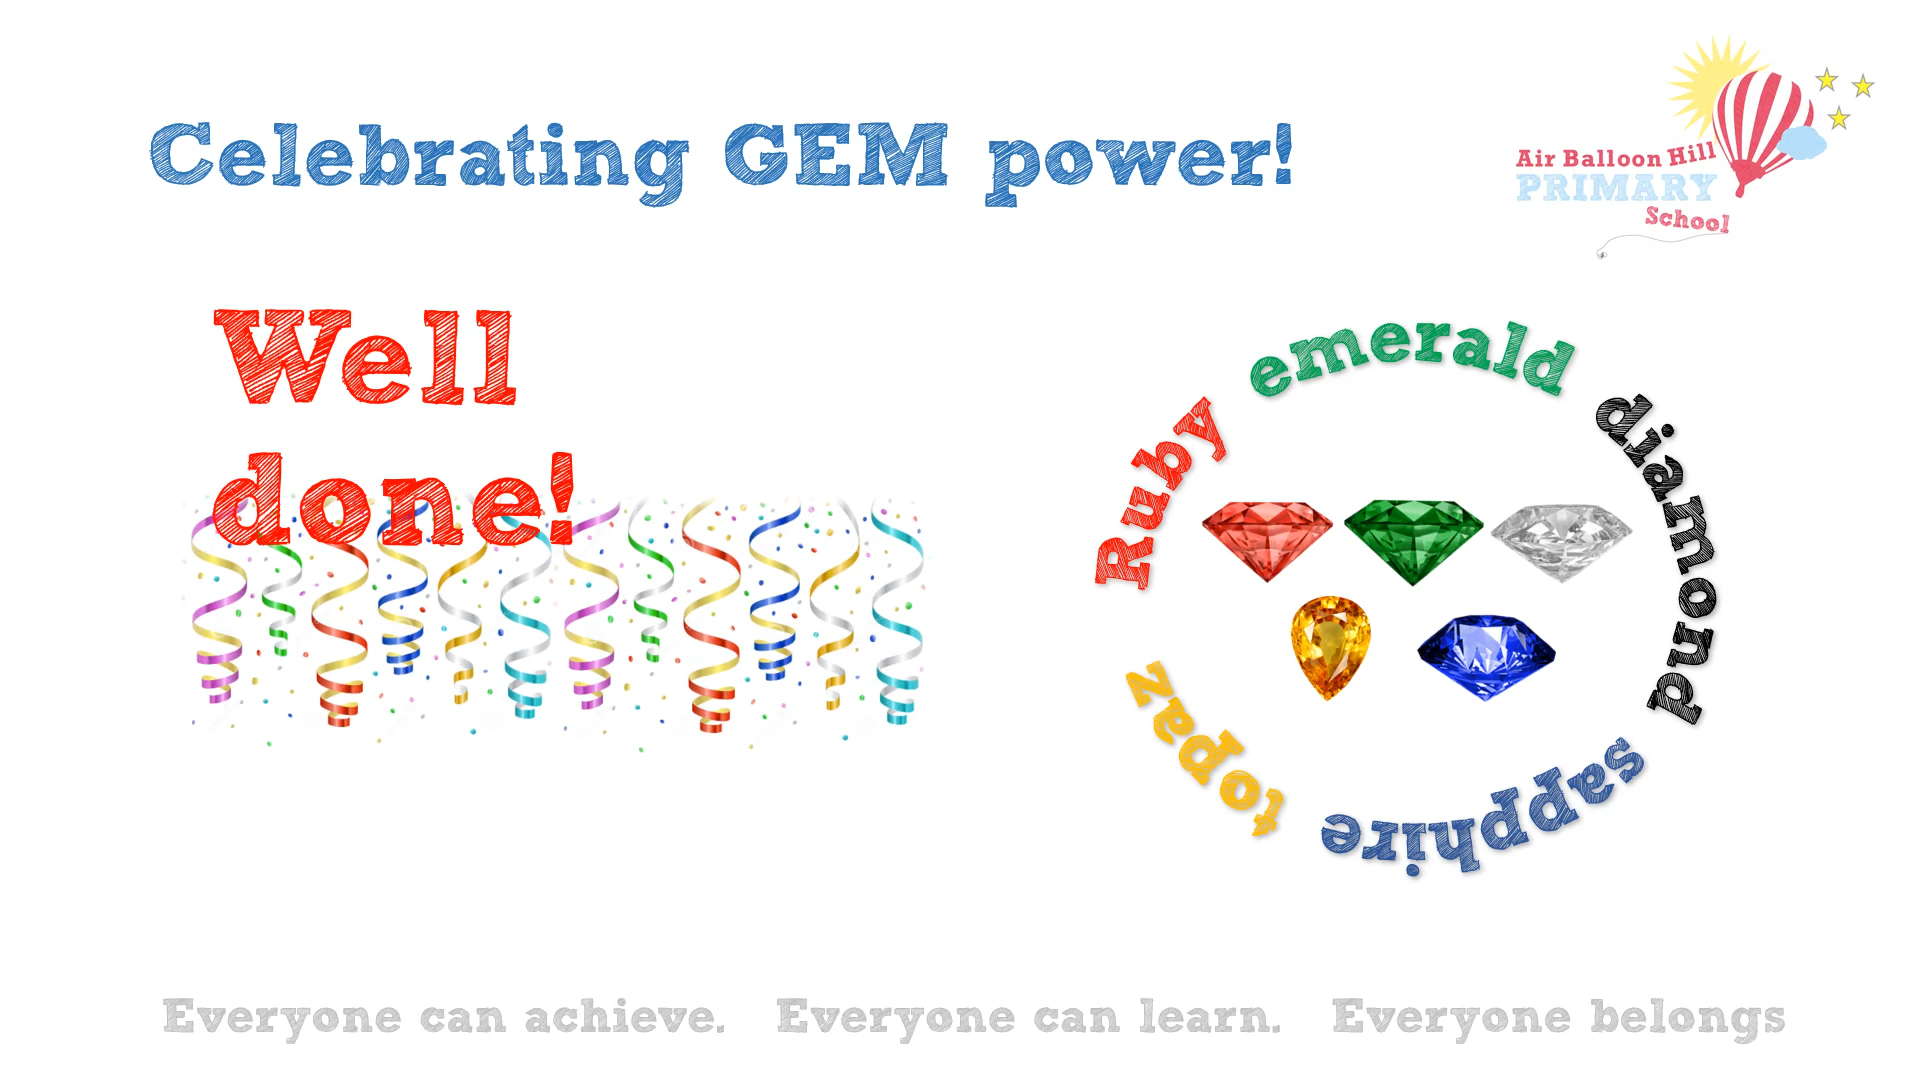 Celebrating GEM power!
Air Balloon Hill
PRIMARY
School
Well
done!
Ruby emerald diamond sapphire topaz
Everyone can achieve. Everyone can learn. Everyone belongs